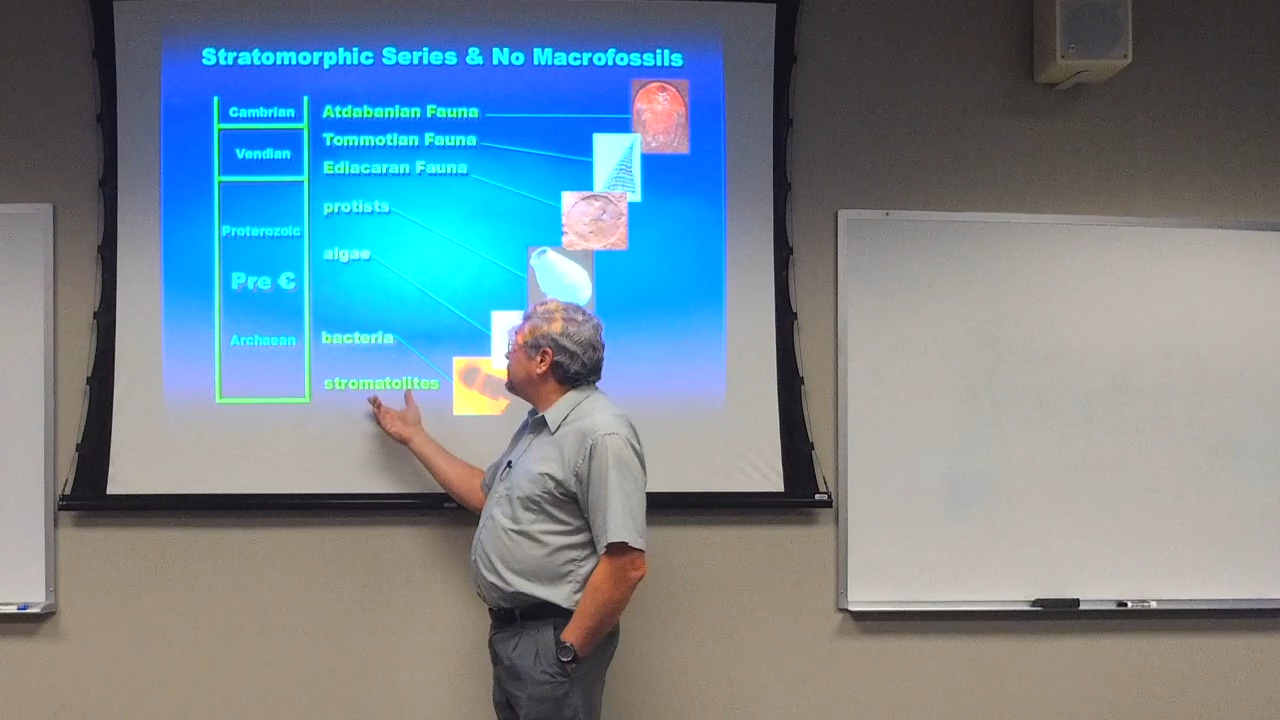 Stratomorphic Series & No Macrofossils
Cambrian
Atdabanian Fauna
Tommotian Fauna
Vendian
Ediacaran Fauna
protists
Proterozoic
algae
Pre €
Archaean
bacteria
stromatolites